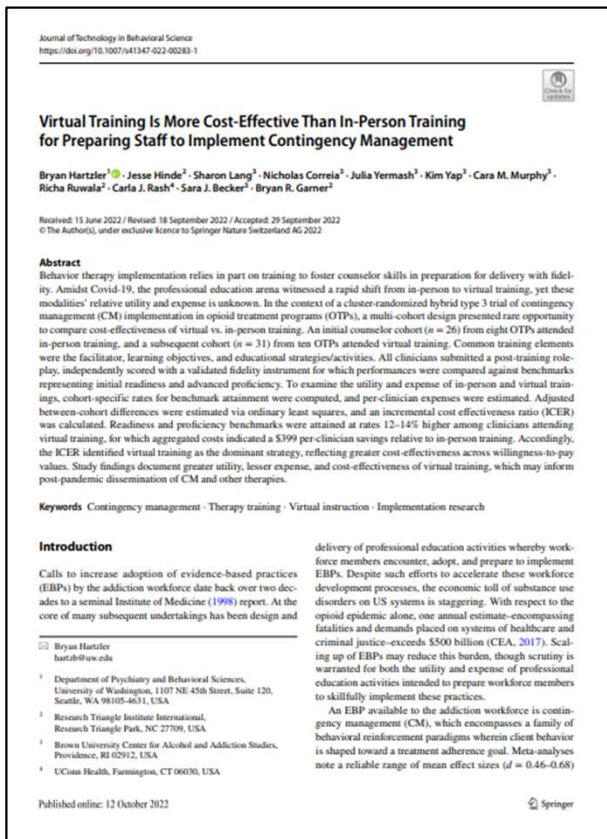 Journal of Technology in Behavioral Science
https://doi.org/10.1007/s41347-022-00283-1
Check for
updates
Virtual Training Is More Cost-Effective Than In-Person Training
for Preparing Staff to Implement Contingency Management
Bryan Hartzler1 · Jesse Hinde2 · Sharon Lang3 · Nicholas Correia3 · Julia Yermash3 · Kim Yap3 · Cara M. Murphy3 ·
Richa Ruwala2 · Carla J. Rash4 · Sara J. Becker3 · Bryan R. Garner2
Received: 15 June 2022 / Revised: 18 September 2022 / Accepted: 29 September 2022
© The Author(s), under exclusive licence to Springer Nature Switzerland AG 2022
Abstract
Behavior therapy implementation relies in part on training to foster counselor skills in preparation for delivery with fidel-
ity. Amidst Covid-19, the professional education arena witnessed a rapid shift from in-person to virtual training, yet these
modalities' relative utility and expense is unknown. In the context of a cluster-randomized hybrid type 3 trial of contingency
management (CM) implementation in opioid treatment programs (OTPs), a multi-cohort design presented rare opportunity
to compare cost-effectiveness of virtual vs. in-person training. An initial counselor cohort (n = 26) from eight OTPs attended
in-person training, and a subsequent cohort (n = 31) from ten OTPs attended virtual training. Common training elements
were the facilitator, learning objectives, and educational strategies/activities. All clinicians submitted a post-training role-
play, independently scored with a validated fidelity instrument for which performances were compared against benchmarks
representing initial readiness and advanced proficiency. To examine the utility and expense of in-person and virtual train-
ings, cohort-specific rates for benchmark attainment were computed, and per-clinician expenses were estimated. Adjusted
between-cohort differences were estimated via ordinary least squares, and an incremental cost effectiveness ratio (ICER)
was calculated. Readiness and proficiency benchmarks were attained at rates 12–14% higher among clinicians attending
virtual training, for which aggregated costs indicated a $399 per-clinician savings relative to in-person training. Accordingly,
the ICER identified virtual training as the dominant strategy, reflecting greater cost-effectiveness across willingness-to-pay
values. Study findings document greater utility, lesser expense, and cost-effectiveness of virtual training, which may inform
post-pandemic dissemination of CM and other therapies.
Keywords Contingency management · Therapy training · Virtual instruction · Implementation research
Introduction
Calls to increase adoption of evidence-based practices
(EBPs) by the addiction workforce date back over two dec-
ades to a seminal Institute of Medicine (1998) report. At the
core of many subsequent undertakings has been design and
Bryan Hartzler
hartzb@uw.edu
1 Department of Psychiatry and Behavioral Sciences,
University of Washington, 1107 NE 45th Street, Suite 120,
Seattle, WA 98105-4631, USA
2 Research Triangle Institute International,
Research Triangle Park, NC 27709, USA
3 Brown University Center for Alcohol and Addiction Studies,
Providence, RI 02912, USA
4 UConn Health, Farmington, CT 06030, USA
delivery of professional education activities whereby work-
force members encounter, adopt, and prepare to implement
EBPs. Despite such efforts to accelerate these workforce
development processes, the economic toll of substance use
disorders on US systems is staggering. With respect to the
opioid epidemic alone, one annual estimate–encompassing
fatalities and demands placed on systems of healthcare and
criminal justice–exceeds $500 billion (CEA, 2017). Scal-
ing up of EBPs may reduce this burden, though scrutiny is
warranted for both the utility and expense of professional
education activities intended to prepare workforce members
to skillfully implement these practices.
An EBP available to the addiction workforce is contin-
gency management (CM), which encompasses a family of
behavioral reinforcement paradigms wherein client behavior
is shaped toward a treatment adherence goal. Meta-analyses
note a reliable range of mean effect sizes (d = 0.46–0.68)
Published online: 12 October 2022
Springer